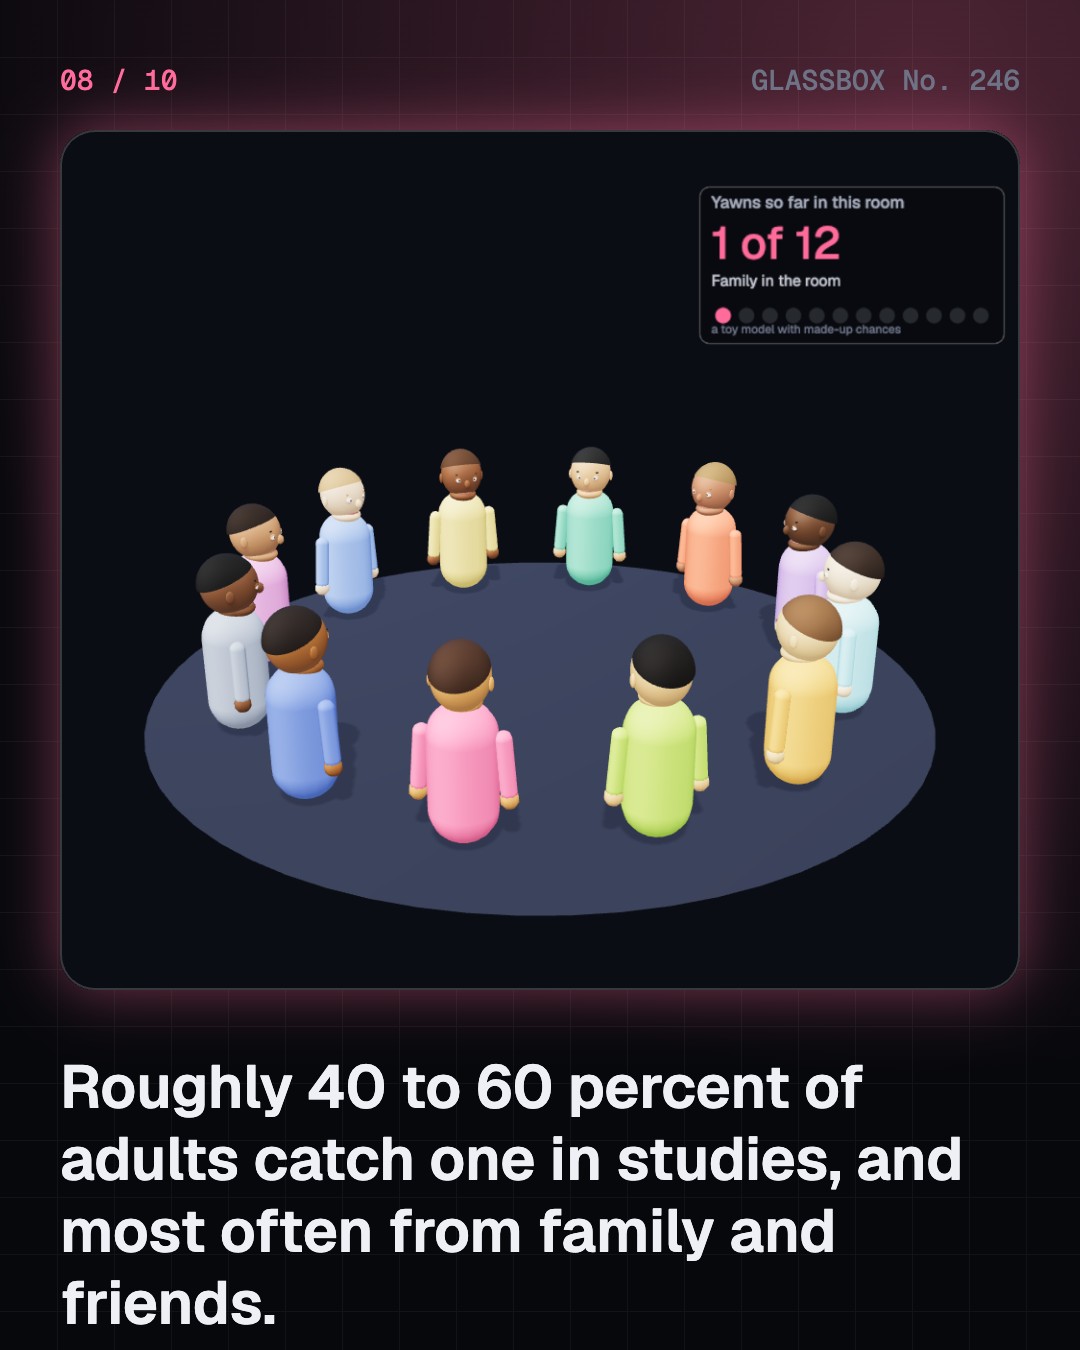 08 / 10
GLASSBOX No. 246
Yawns so far in this room
1 of 12
Family in the room
a toy model with made-up chances
Roughly 40 to 60 percent of
adults catch one in studies, and
most often from family and
friends.